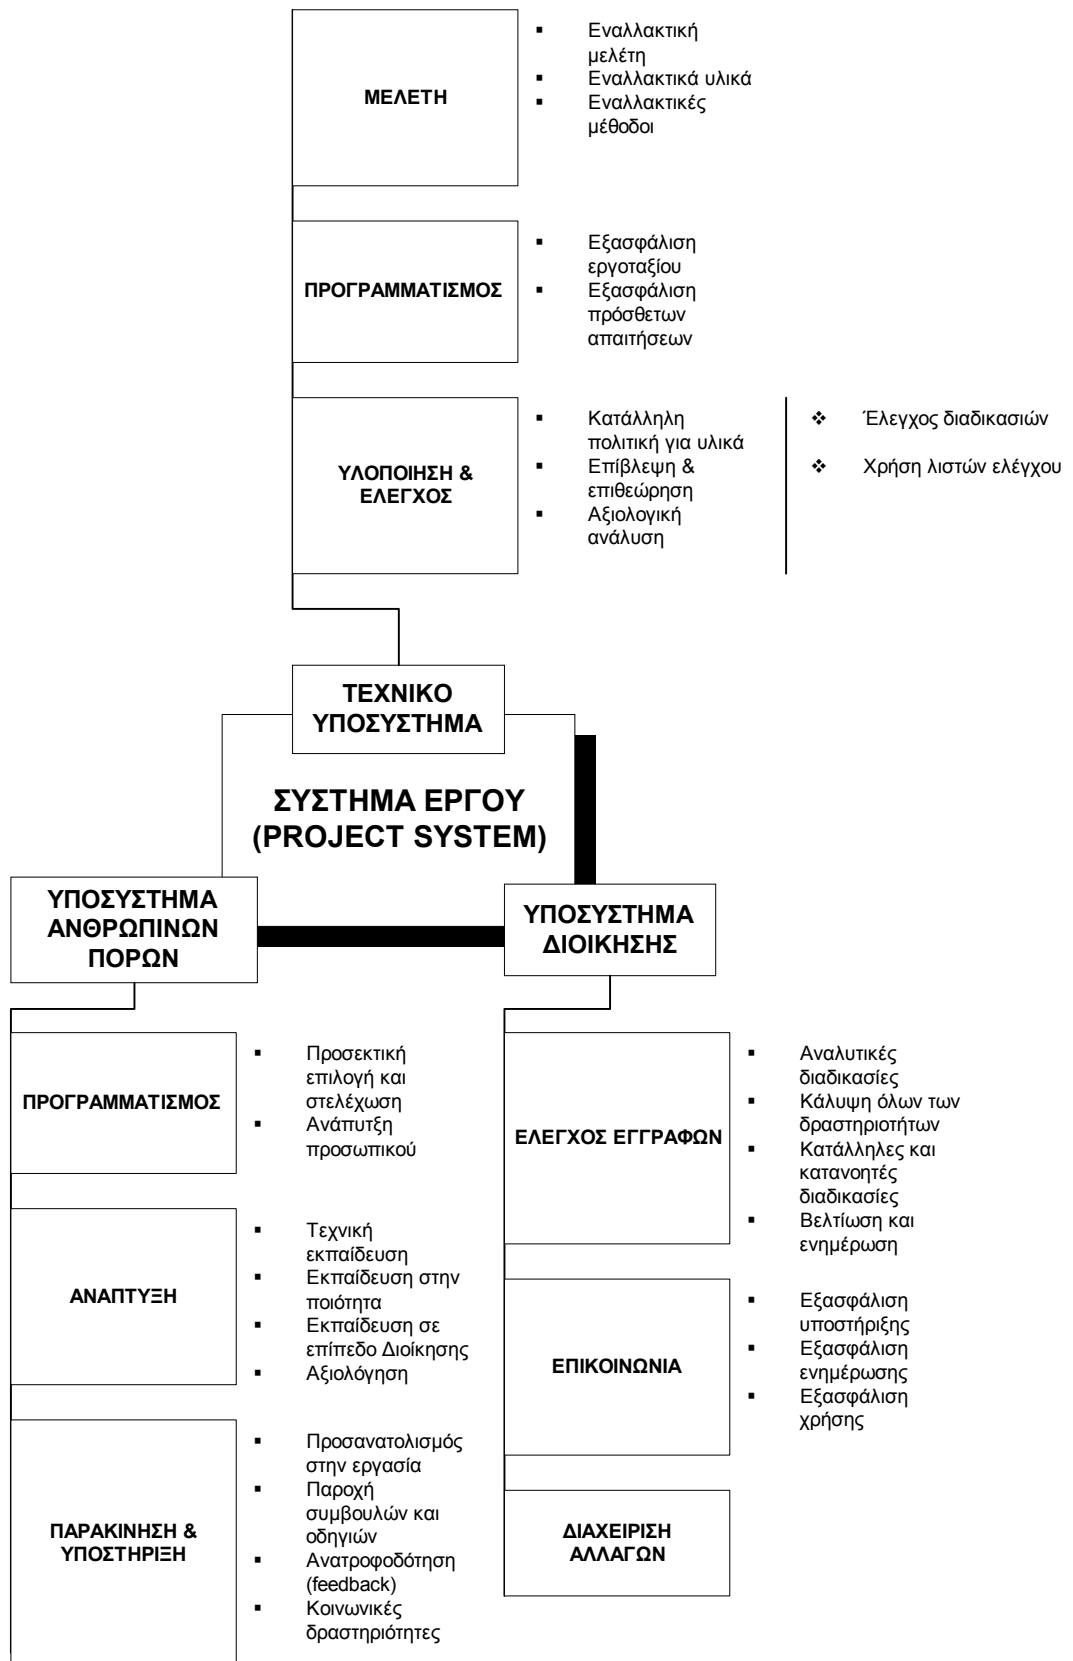 ΜΕΛΕΤΗ
▪ Εναλλακτική
μελέτη
▪ Εναλλακτικά υλικά
▪ Εναλλακτικές
μέθοδοι
ΠΡΟΓΡΑΜΜΑΤΙΣΜΟΣ
▪ Εξασφάλιση
εργοταξίου
▪ Εξασφάλιση
πρόσθετων
απαιτήσεων
ΥΛΟΠΟΙΗΣΗ &
ΕΛΕΓΧΟΣ
▪ Κατάλληλη
πολιτική για υλικά
▪ Επίβλεψη &
επιθεώρηση
▪ Αξιολογική
ανάλυση
❖ Έλεγχος διαδικασιών
❖ Χρήση λιστών ελέγχου
ΤΕΧΝΙΚΟ
ΥΠΟΣΥΣΤΗΜΑ
ΣΥΣΤΗΜΑ ΕΡΓΟΥ
(PROJECT SYSTEM)
ΥΠΟΣΥΣΤΗΜΑ
ΑΝΘΡΩΠΙΝΩΝ
ΠΟΡΩΝ
ΥΠΟΣΥΣΤΗΜΑ
ΔΙΟΙΚΗΣΗΣ
ΠΡΟΓΡΑΜΜΑΤΙΣΜΟΣ
▪ Προσεκτική
επιλογή και
στελέχωση
▪ Ανάπυτξη
προσωπικού
ΑΝΑΠΤΥΞΗ
▪ Τεχνική
εκπαίδευση
▪ Εκπαίδευση στην
ποιότητα
▪ Εκπαίδευση σε
επίπεδο Διοίκησης
▪ Αξιολόγηση
ΠΑΡΑΚΙΝΗΣΗ &
ΥΠΟΣΤΗΡΙΞΗ
▪ Προσανατολισμός
στην εργασία
▪ Παροχή
συμβουλών και
οδηγιών
▪ Ανατροφοδότηση
(feedback)
▪ Κοινωνικές
δραστηριότητες
ΕΛΕΓΧΟΣ ΕΓΓΡΑΦΩΝ
▪ Αναλυτικές
διαδικασίες
▪ Κάλυψη όλων των
δραστηριοτήτων
▪ Κατάλληλες και
κατανοητές
διαδικασίες
▪ Βελτίωση και
ενημέρωση
ΕΠΙΚΟΙΝΩΝΙΑ
▪ Εξασφάλιση
υποστήριξης
▪ Εξασφάλιση
ενημέρωσης
▪ Εξασφάλιση
χρήσης
ΔΙΑΧΕΙΡΙΣΗ
ΑΛΛΑΓΩΝ